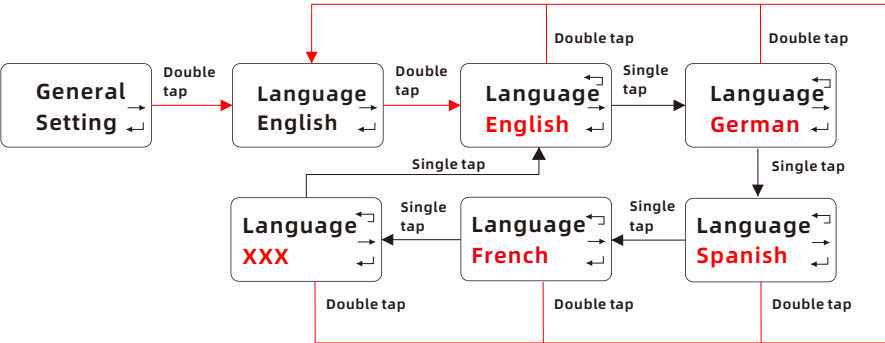 Double tap
Double tap
General
Setting
Double
tap
Language
English
Double
tap
Language
English
Single
tap
Language
German
Single tap
Single tap
Language
XXX
Single
tap
Language
French
Single
tap
Language
Spanish
Double tap
Double tap
Double tap